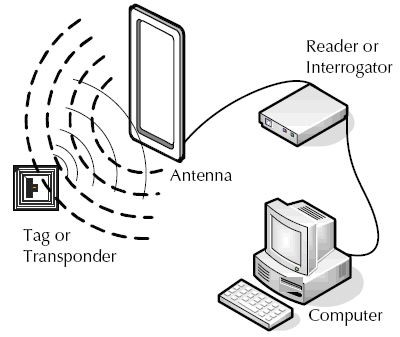 Reader or
Interrogator
Antenna
Tag or
Transponder
Computer